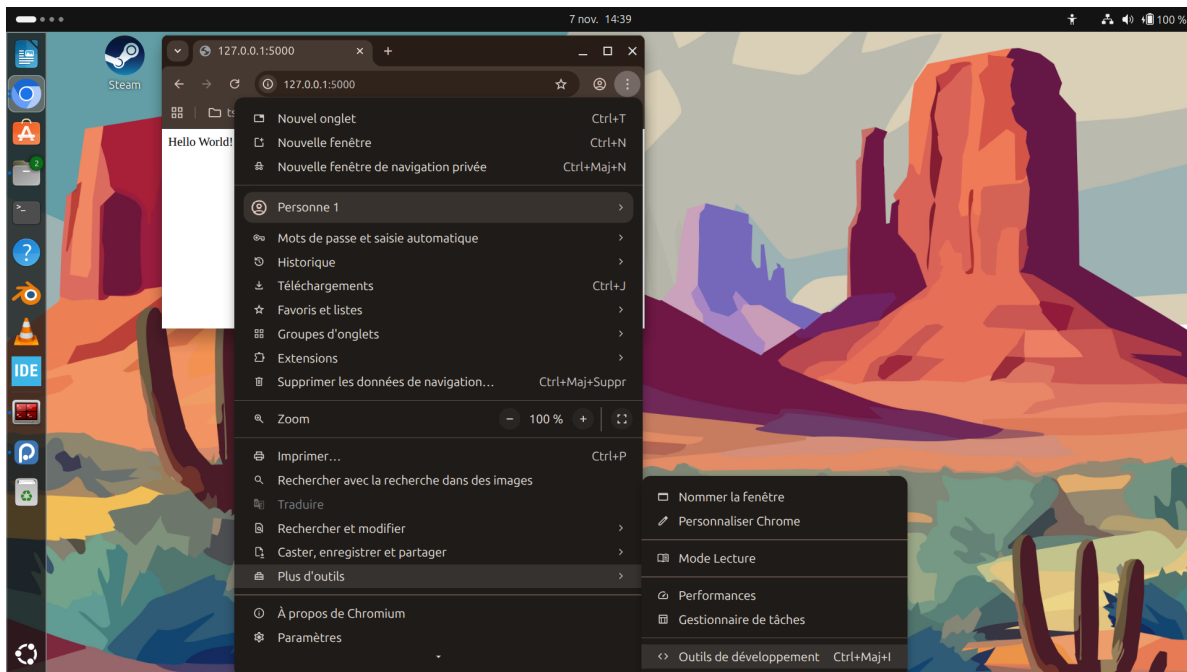 7 nov. 14:39
100 %
Steam
127.0.0.1:5000
127.0.0.1:5000
Hello World!
Nouvel onglet Ctrl+T
Nouvelle fenêtre Ctrl+N
Nouvelle fenêtre de navigation privée Ctrl+Maj+N
Personne 1
Mots de passe et saisie automatique
Historique
Téléchargements Ctrl+J
Favoris et listes
Groupes d'onglets
Extensions
Supprimer les données de navigation... Ctrl+Maj+Suppr
Zoom − 100 % +
Imprimer... Ctrl+P
Rechercher avec la recherche dans des images
Traduire
Rechercher et modifier
Caster, enregistrer et partager
Plus d'outils
À propos de Chromium
Paramètres
Nommer la fenêtre
Personnaliser Chrome
Mode Lecture
Performances
Gestionnaire de tâches
Outils de développement Ctrl+Maj+I
2
IDE